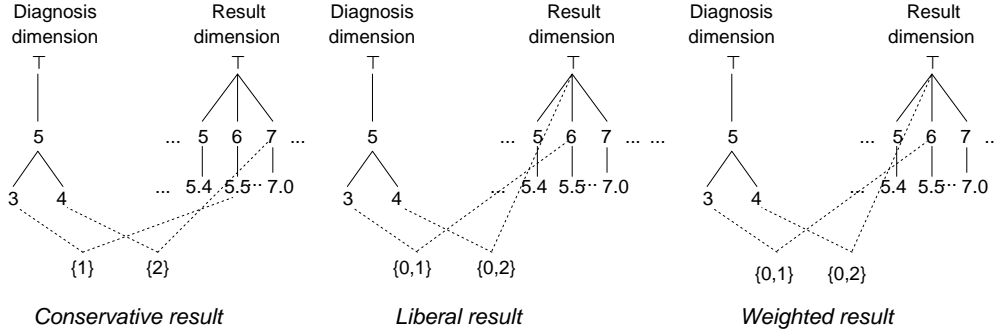 Diagnosis dimension
Result dimension
⊤
⊤
5
... 5 6 7 ...
3 4
... 5.4 5.5 ... 7.0
{1} {2}
Conservative result
Diagnosis dimension
Result dimension
⊤
⊤
5
... 5 6 7 ...
3 4
... 5.4 5.5 ... 7.0
{0,1} {0,2}
Liberal result
Diagnosis dimension
Result dimension
⊤
⊤
5
... 5 6 7 ...
3 4
... 5.4 5.5 ... 7.0
{0,1} {0,2}
Weighted result